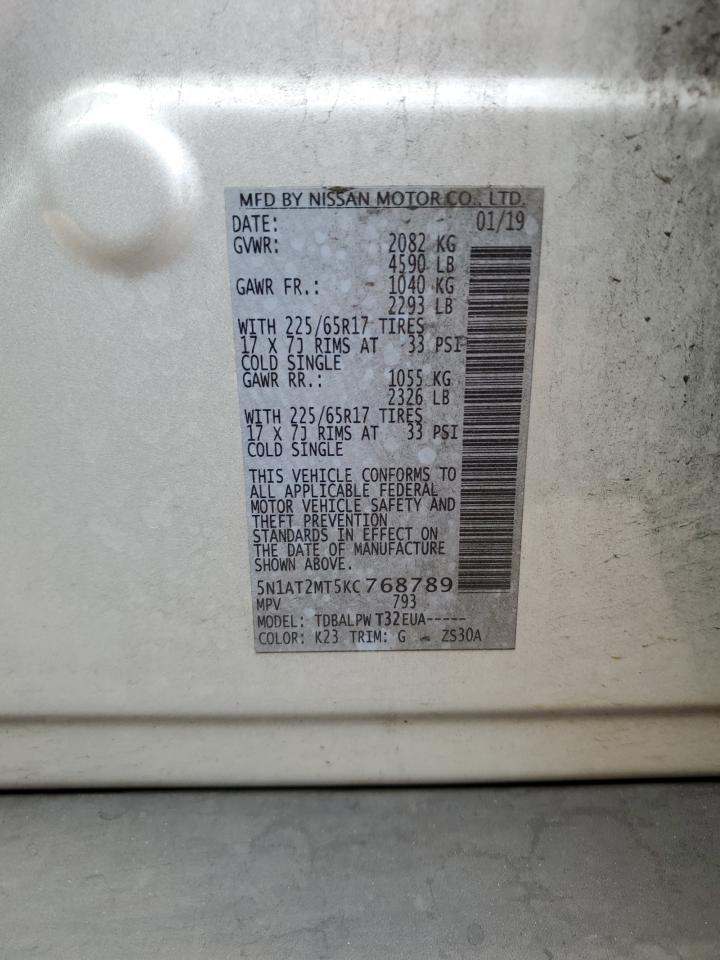 MFD BY NISSAN MOTOR CO., LTD.
DATE: 01/19
GVWR: 2082 KG
4590 LB
GAWR FR.: 1040 KG
2293 LB
WITH 225/65R17 TIRES
17 X 7J RIMS AT 33 PSI
COLD SINGLE
GAWR RR.: 1055 KG
2326 LB
WITH 225/65R17 TIRES
17 X 7J RIMS AT 33 PSI
COLD SINGLE
THIS VEHICLE CONFORMS TO
ALL APPLICABLE FEDERAL
MOTOR VEHICLE SAFETY AND
THEFT PREVENTION
STANDARDS IN EFFECT ON
THE DATE OF MANUFACTURE
SHOWN ABOVE.
5N1AT2MT5KC768789
MPV 793
MODEL: TDBALPW T32EUA-----
COLOR: K23 TRIM: G - ZS30A